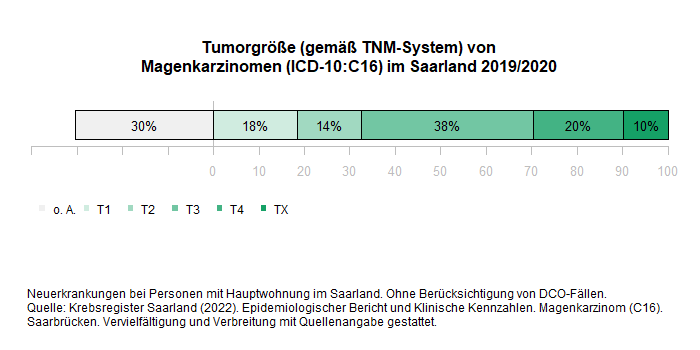 Tumorgröße (gemäß TNM-System) von
Magenkarzinomen (ICD-10:C16) im Saarland 2019/2020
30% 18% 14% 38% 20% 10%
0 10 20 30 40 50 60 70 80 90 100
o. A. T1 T2 T3 T4 TX
Neuerkrankungen bei Personen mit Hauptwohnung im Saarland. Ohne Berücksichtigung von DCO-Fällen.
Quelle: Krebsregister Saarland (2022). Epidemiologischer Bericht und Klinische Kennzahlen. Magenkarzinom (C16).
Saarbrücken. Vervielfältigung und Verbreitung mit Quellenangabe gestattet.